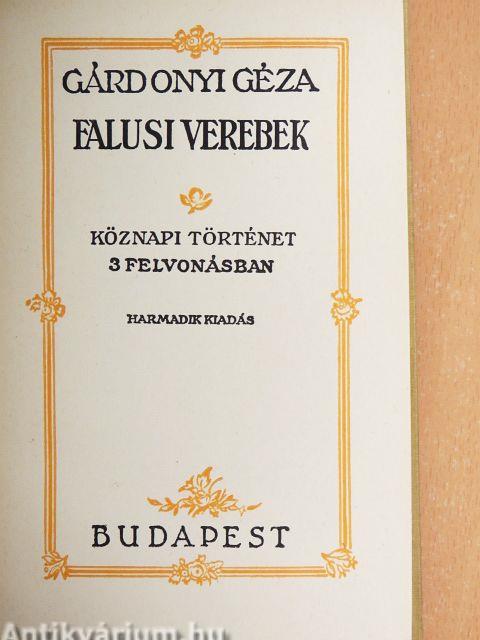 GÁRDONYI GÉZA
FALUSI VEREBEK
KÖZNAPI TÖRTÉNET
3 FELVONÁSBAN
HARMADIK KIADÁS
BUDAPEST
Antikvárium.hu